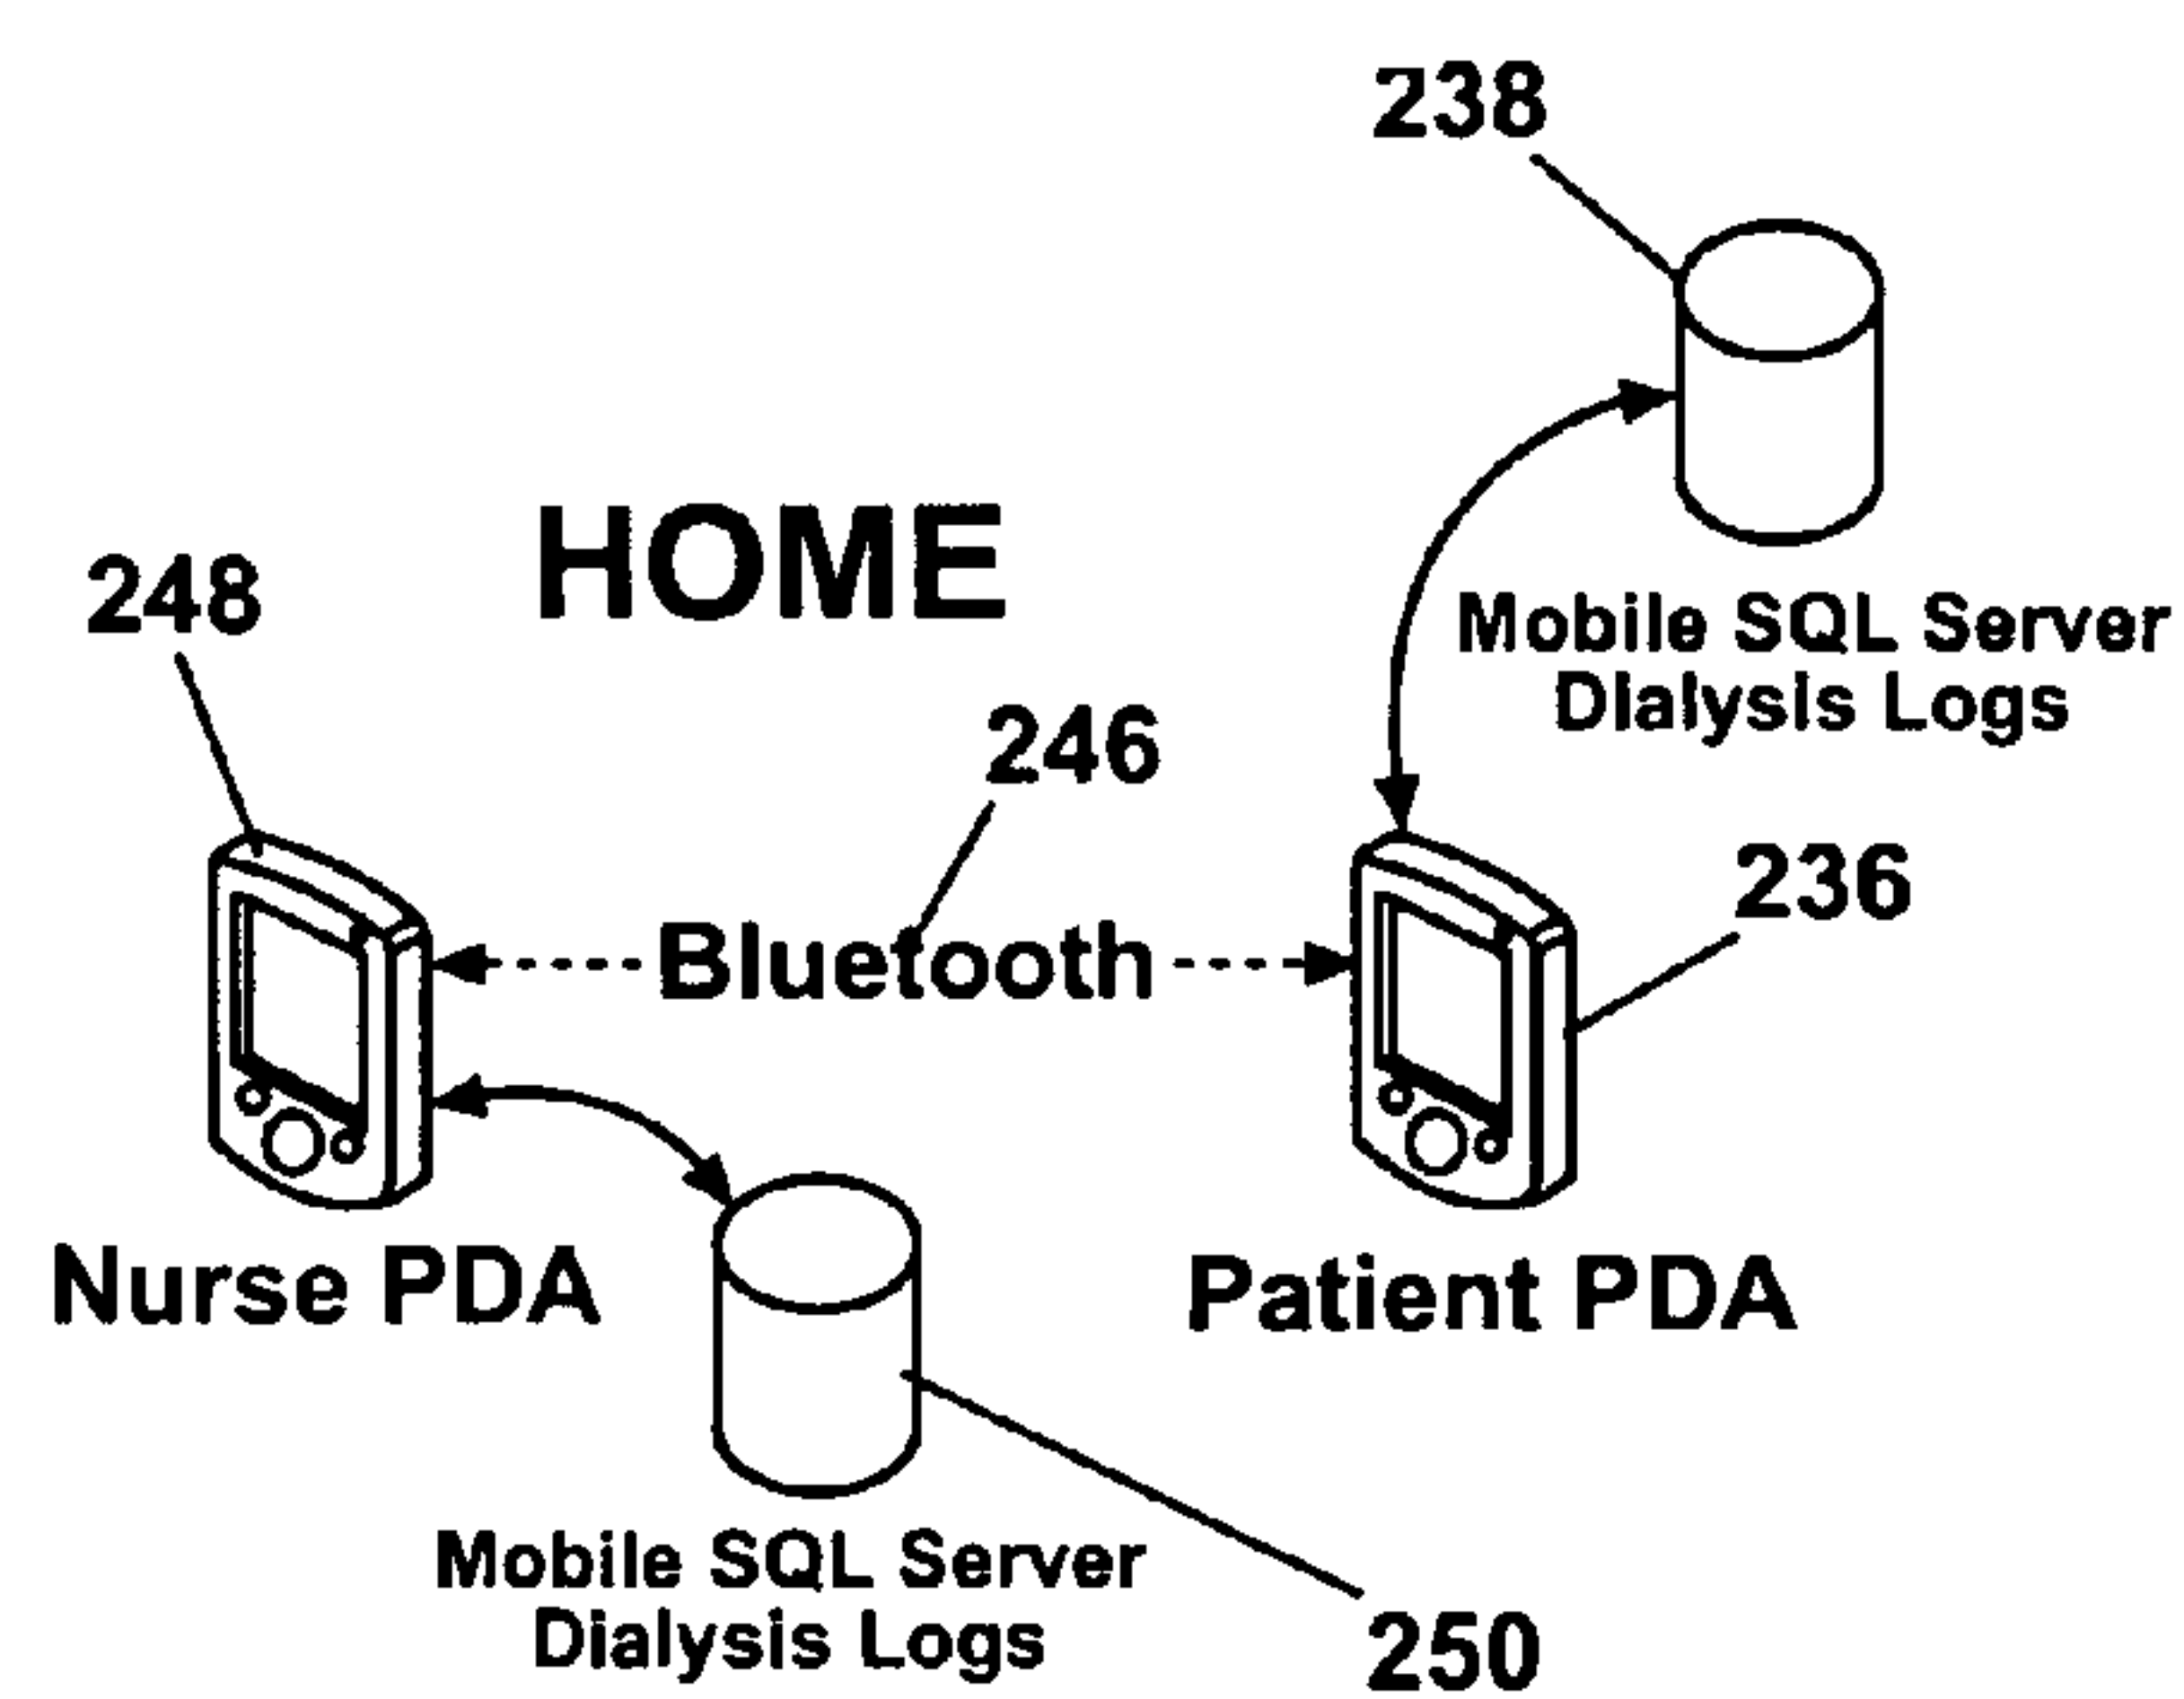 238
HOME
248
Mobile SQL Server
Dialysis Logs
246
236
Bluetooth
Nurse PDA
Patient PDA
Mobile SQL Server
Dialysis Logs
250